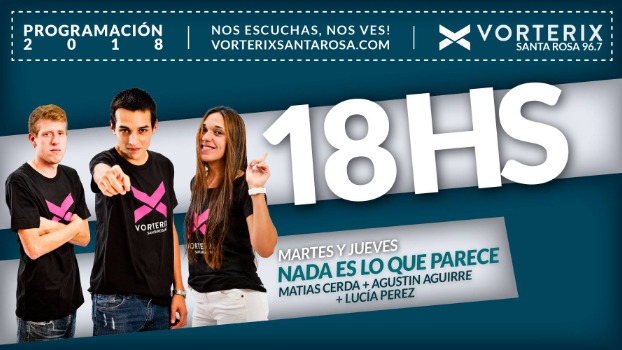 PROGRAMACIÓN
2018
NOS ESCUCHAS, NOS VES!
VORTERIXSANTAROSA.COM
VORTERIX
SANTA ROSA 96.7
18HS
MARTES Y JUEVES
NADA ES LO QUE PARECE
MATIAS CERDA + AGUSTIN AGUIRRE
+ LUCÍA PEREZ
VORTERIX